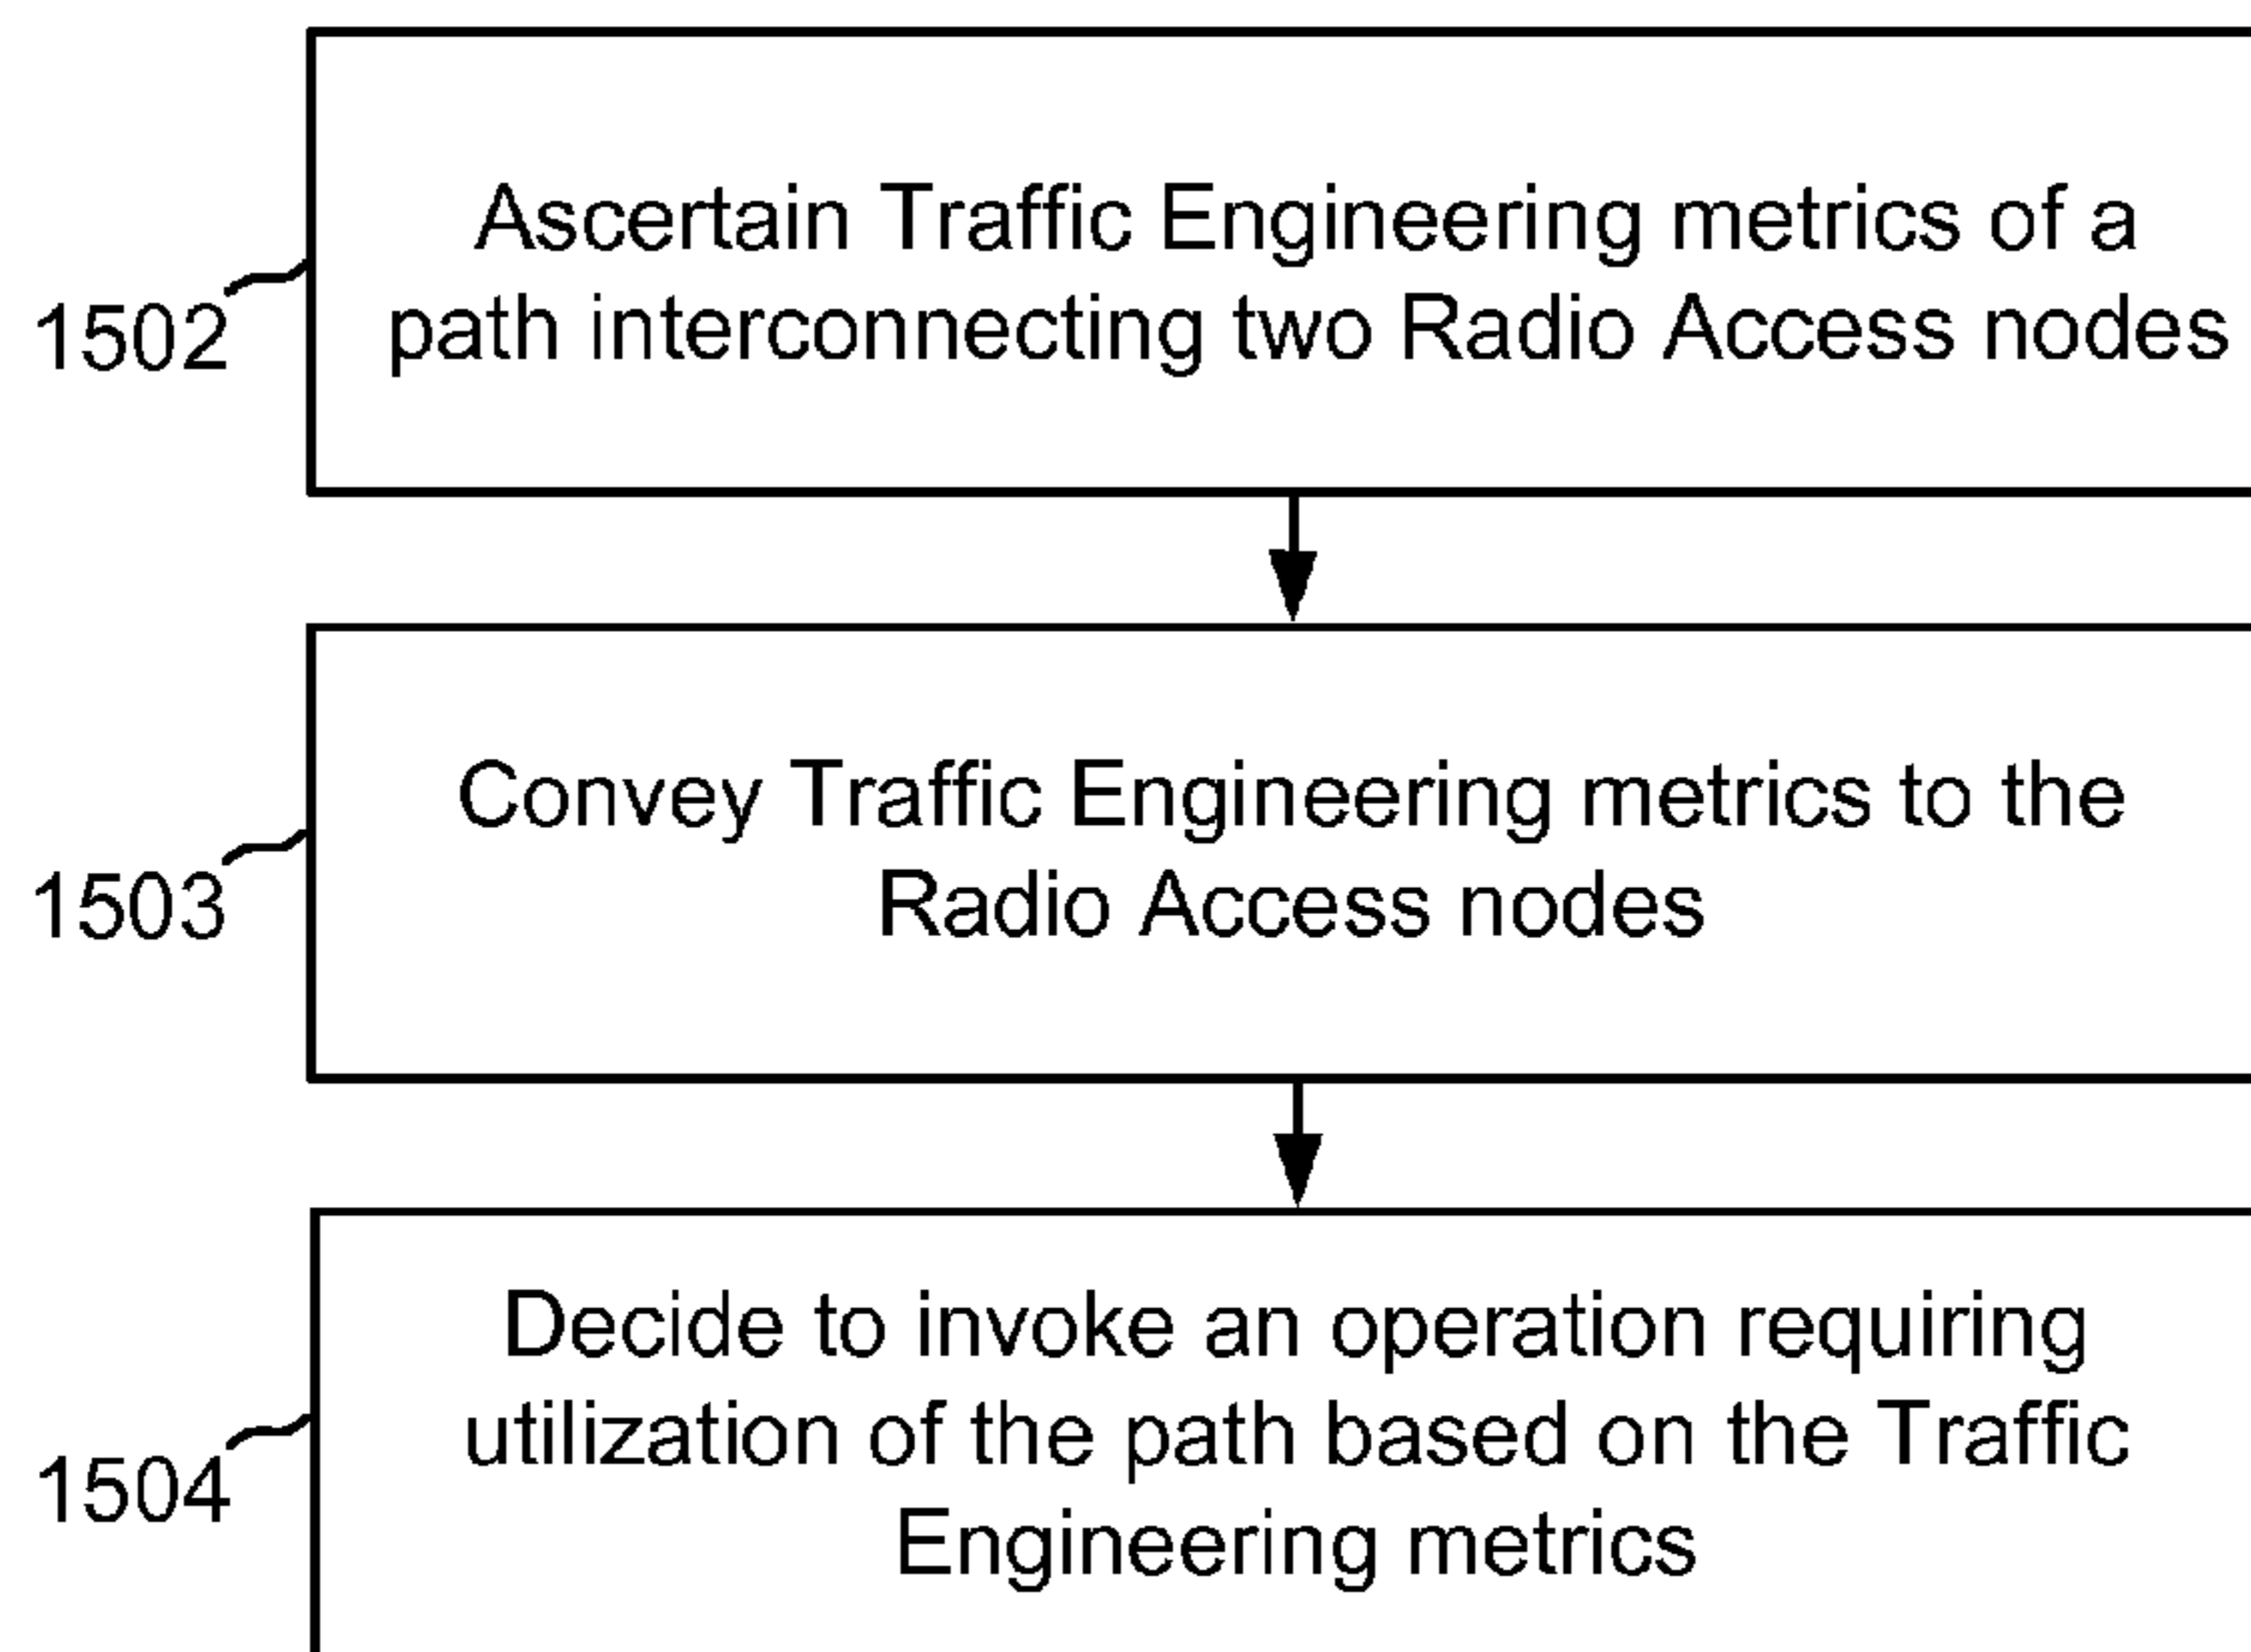 Ascertain Traffic Engineering metrics of a
path interconnecting two Radio Access nodes
1502
Convey Traffic Engineering metrics to the
Radio Access nodes
1503
Decide to invoke an operation requiring
utilization of the path based on the Traffic
Engineering metrics
1504